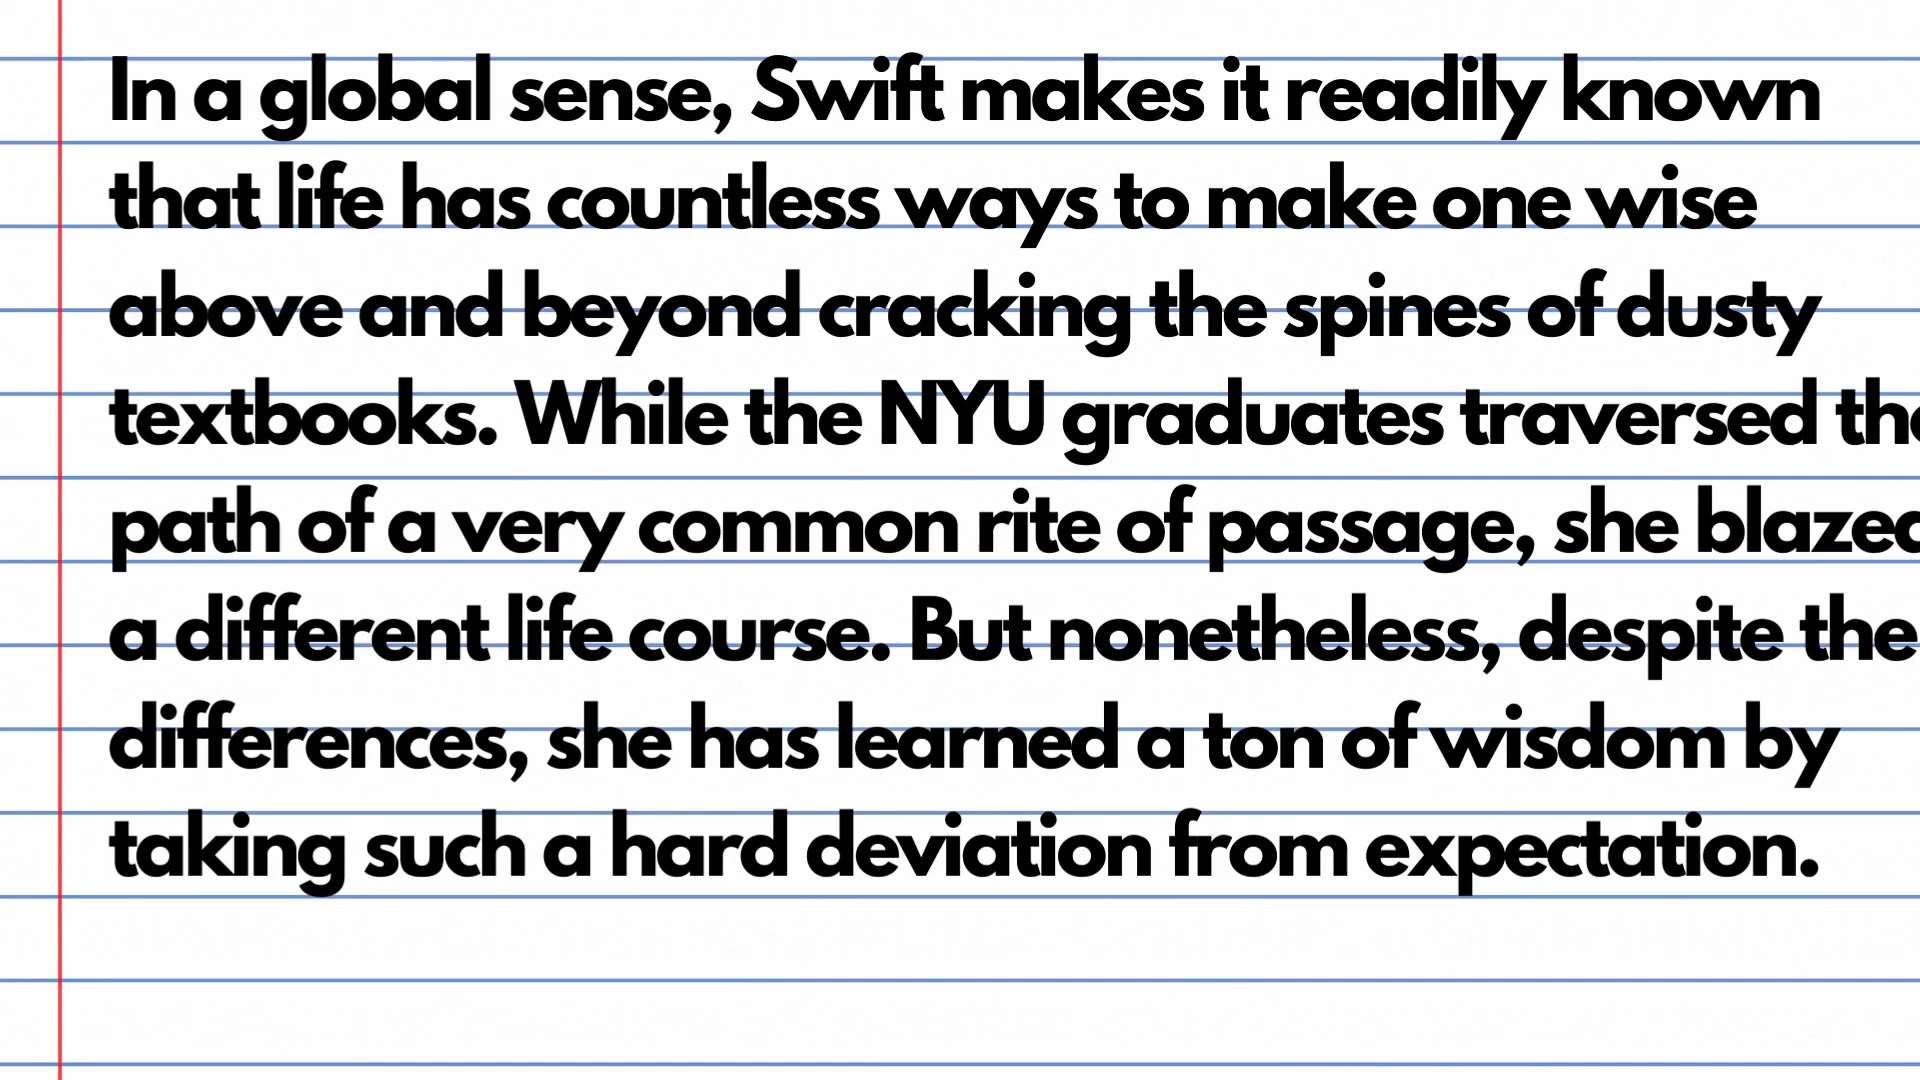 In a global sense, Swift makes it readily known
that life has countless ways to make one wise
above and beyond cracking the spines of dusty
textbooks. While the NYU graduates traversed the
path of a very common rite of passage, she blazed
a different life course. But nonetheless, despite the
differences, she has learned a ton of wisdom by
taking such a hard deviation from expectation.